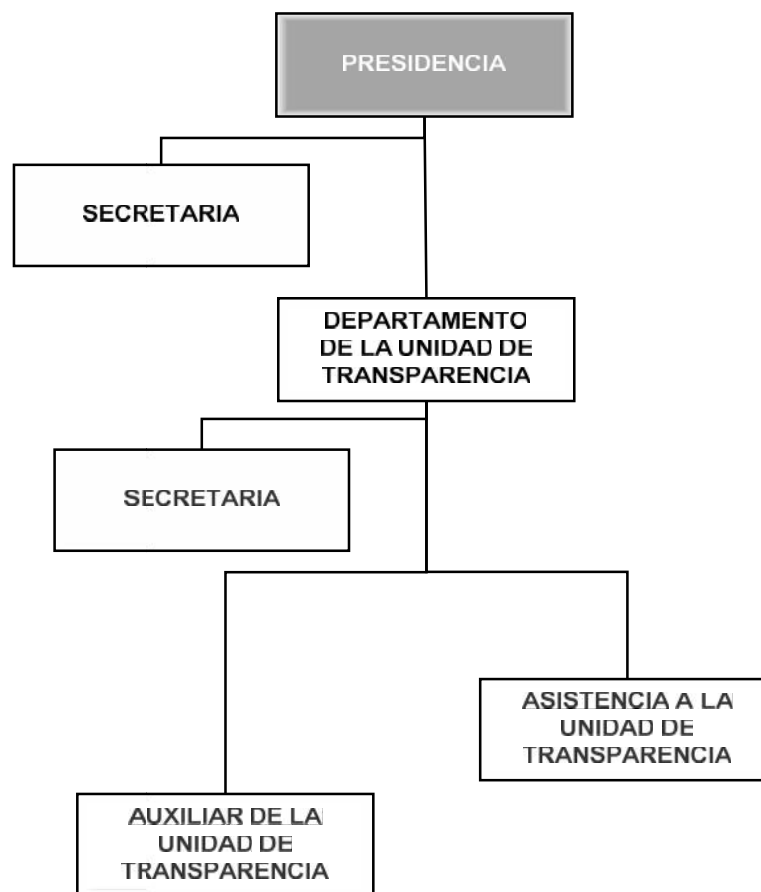 PRESIDENCIA
SECRETARIA
DEPARTAMENTO
DE LA UNIDAD DE
TRANSPARENCIA
SECRETARIA
ASISTENCIA A LA
UNIDAD DE
TRANSPARENCIA
AUXILIAR DE LA
UNIDAD DE
TRANSPARENCIA